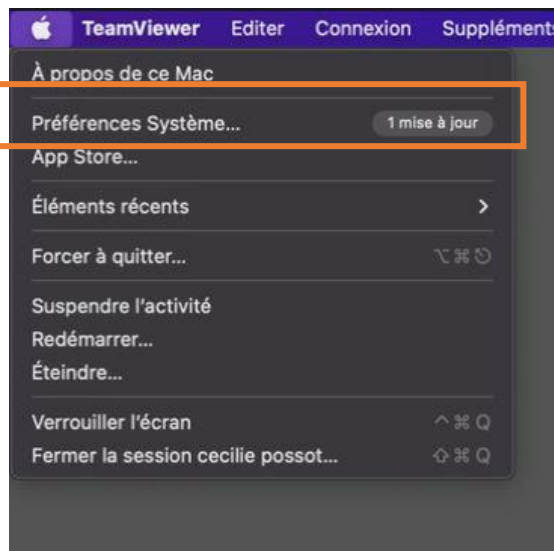 TeamViewer Editer Connexion Suppléments
À propos de ce Mac
Préférences Système... 1 mise à jour
App Store...
Éléments récents >
Forcer à quitter... ⌥⌘⎋
Suspendre l'activité
Redémarrer...
Éteindre...
Verrouiller l'écran ^⌘Q
Fermer la session cecilie possot... ⇧⌘Q